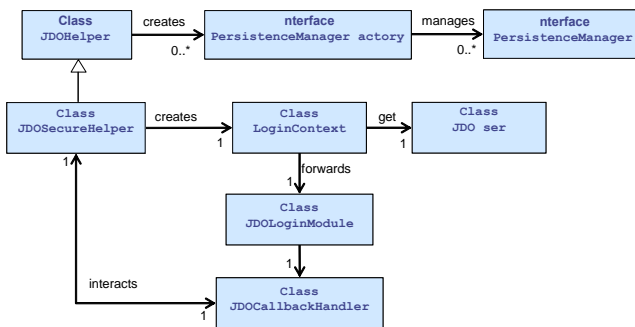 Class
JDOHelper
creates
0..*
nterface
PersistenceManager actory
manages
0..*
nterface
PersistenceManager
Class
JDOSecureHelper
1
creates
1
Class
LoginContext
get
1
Class
JDO ser
forwards
1
Class
JDOLoginModule
1
interacts
1
Class
JDOCallbackHandler